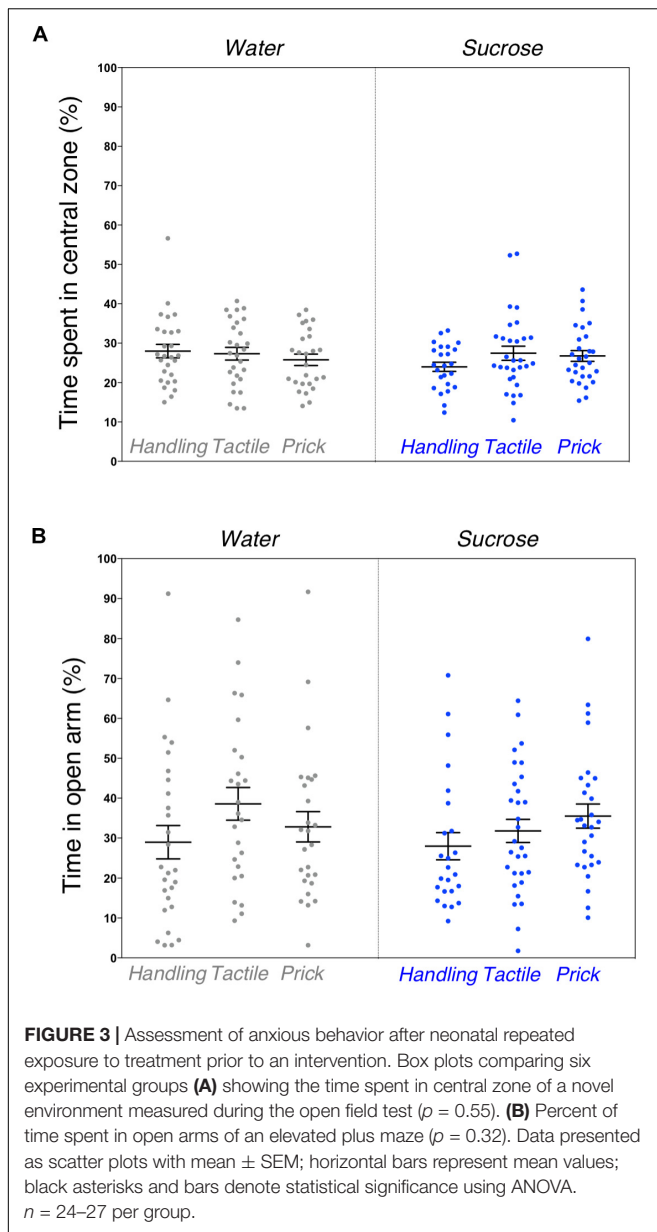 A
Water Sucrose
Time spent in central zone (%)
100
90
80
70
60
50
40
30
20
10
0
Handling Tactile Prick Handling Tactile Prick
B
Water Sucrose
Time in open arm (%)
100
90
80
70
60
50
40
30
20
10
0
Handling Tactile Prick Handling Tactile Prick
FIGURE 3 | Assessment of anxious behavior after neonatal repeated
exposure to treatment prior to an intervention. Box plots comparing six
experimental groups (A) showing the time spent in central zone of a novel
environment measured during the open field test (p = 0.55). (B) Percent of
time spent in open arms of an elevated plus maze (p = 0.32). Data presented
as scatter plots with mean ± SEM; horizontal bars represent mean values;
black asterisks and bars denote statistical significance using ANOVA.
n = 24–27 per group.